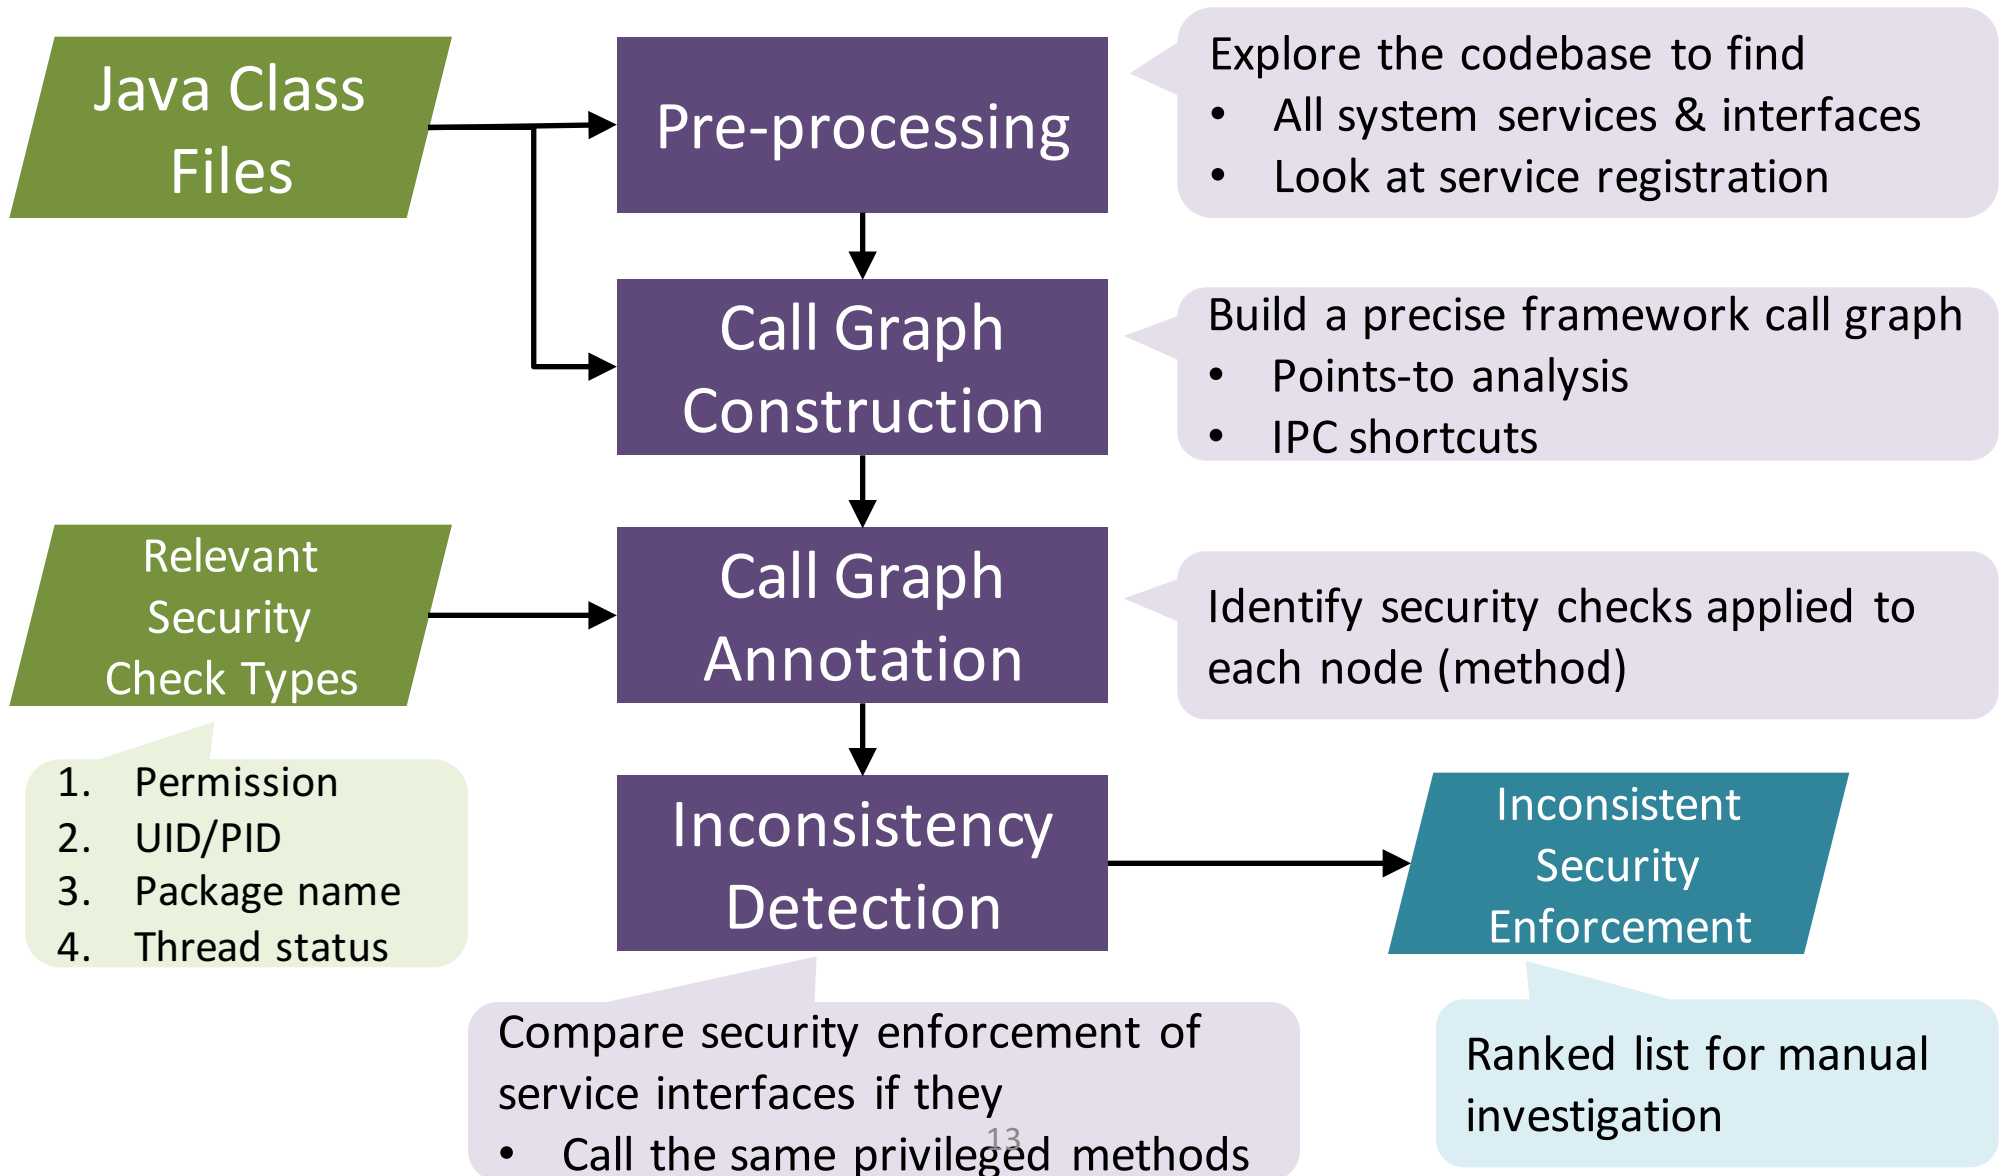 Java Class
Files
Pre-processing
Explore the codebase to find
• All system services & interfaces
• Look at service registration
Call Graph
Construction
Build a precise framework call graph
• Points-to analysis
• IPC shortcuts
Relevant
Security
Check Types
Call Graph
Annotation
Identify security checks applied to
each node (method)
1. Permission
2. UID/PID
3. Package name
4. Thread status
Inconsistency
Detection
Inconsistent
Security
Enforcement
Compare security enforcement of
service interfaces if they
• Call the same privileged methods
13
Ranked list for manual
investigation